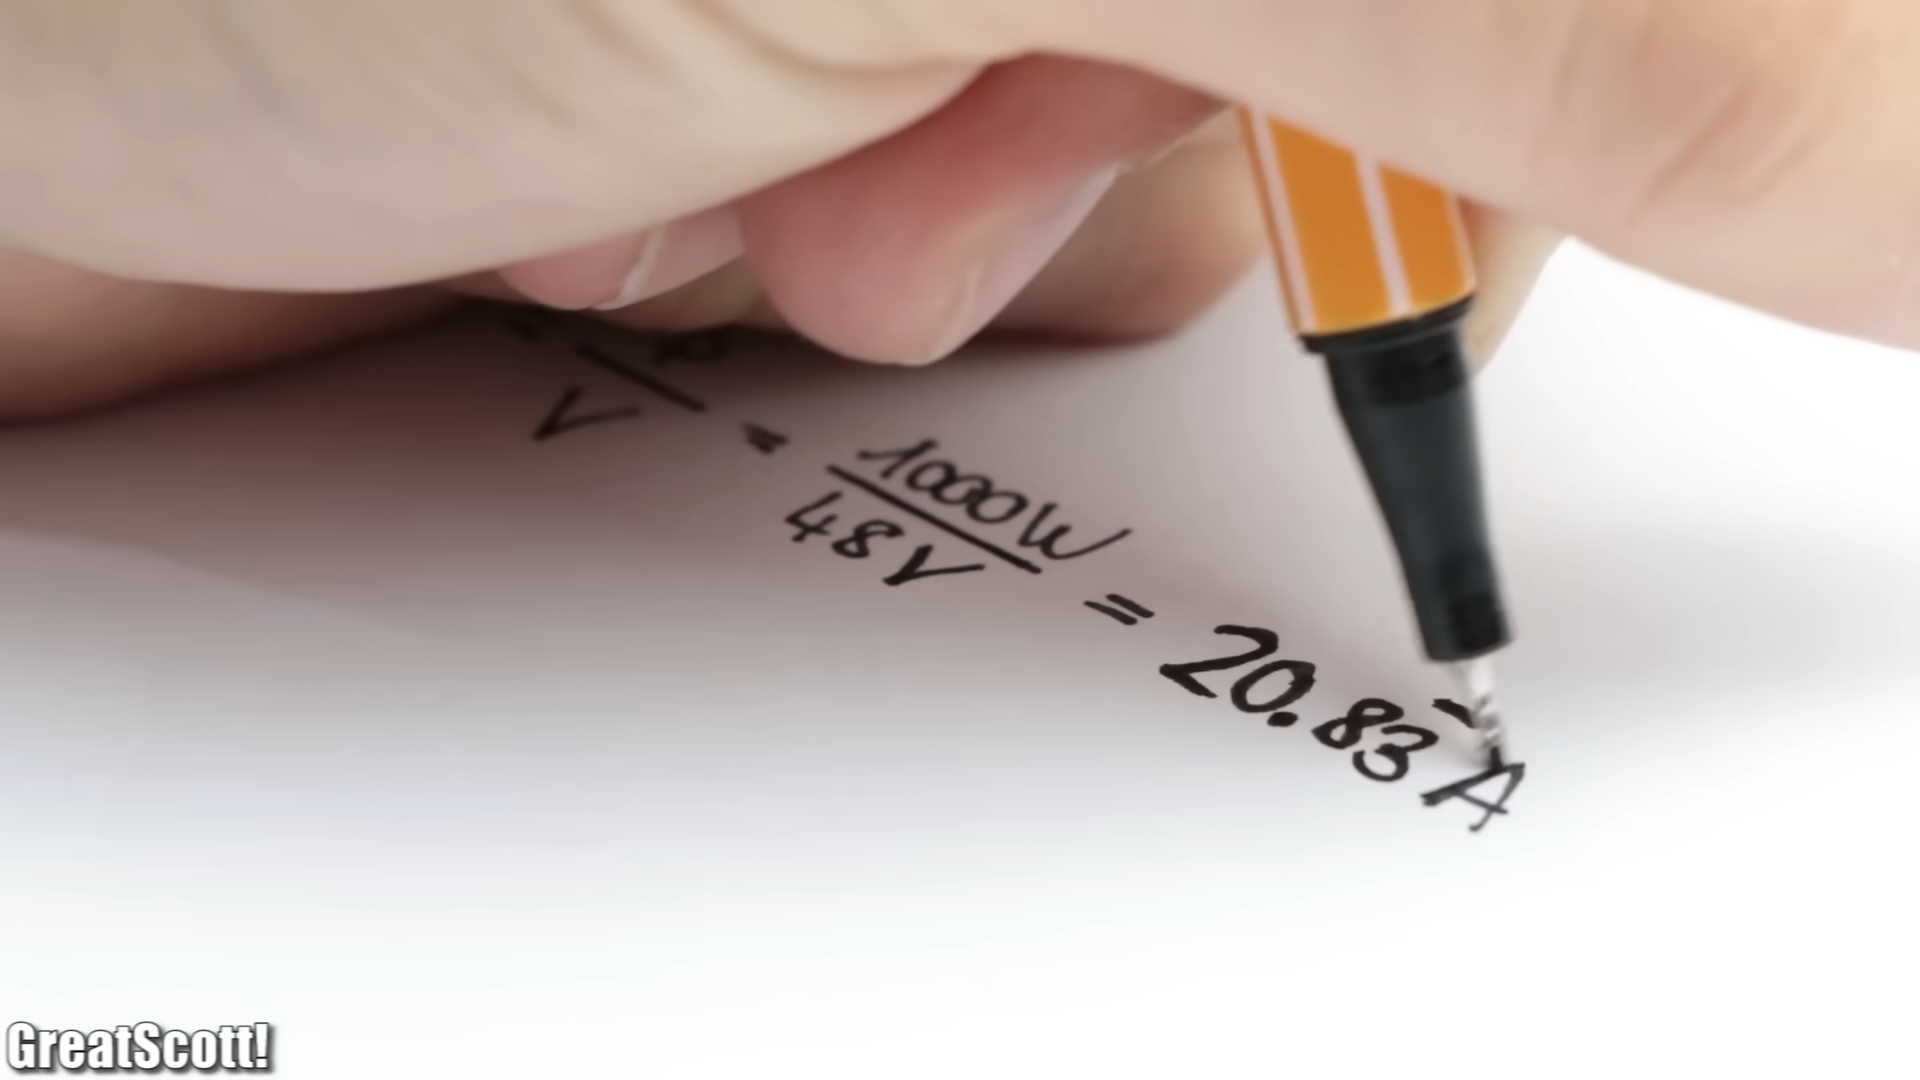 = P/V = 1000W/48V = 20.83A
GreatScott!